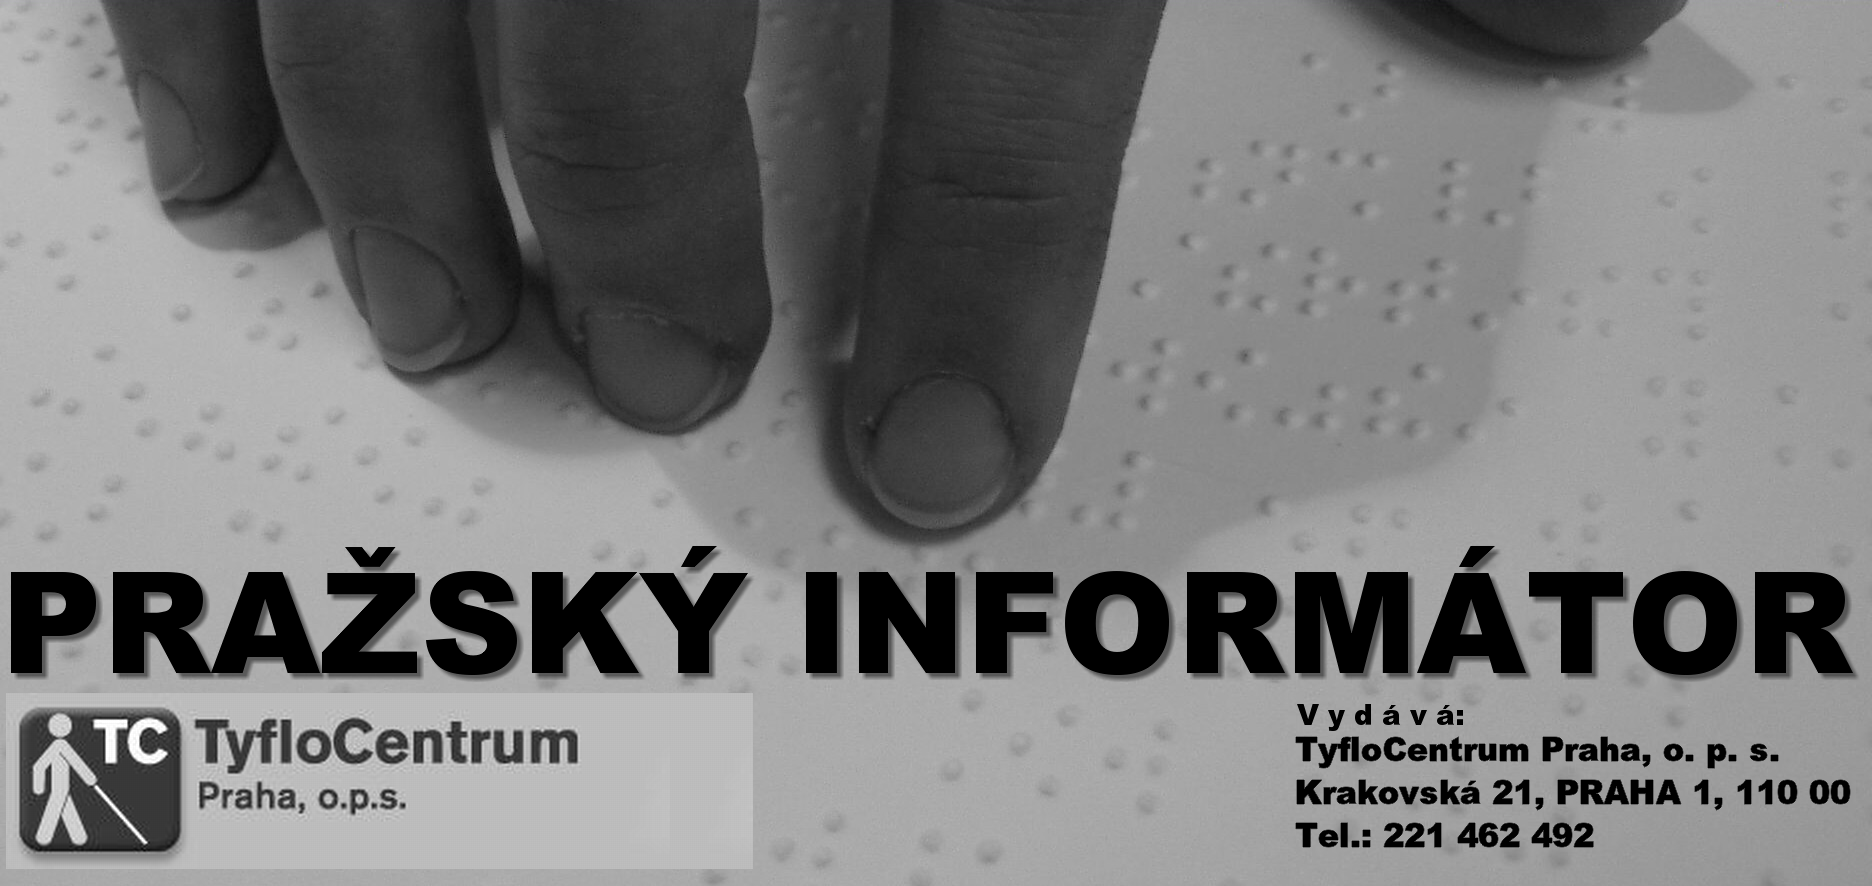 PRAŽSKÝ INFORMÁTOR
TC TyfloCentrum
Praha, o.p.s.
V y d á v á:
TyfloCentrum Praha, o. p. s.
Krakovská 21, PRAHA 1, 110 00
Tel.: 221 462 492